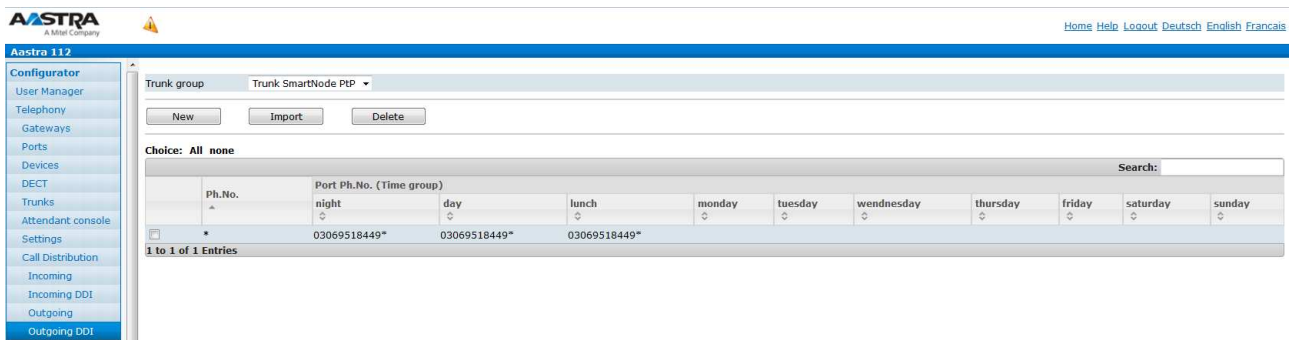 AASTRA
A Mitel Company
Home Help Logout Deutsch English Francais
Aastra 112
Configurator
User Manager
Telephony
Gateways
Ports
Devices
DECT
Trunks
Attendant console
Settings
Call Distribution
Incoming
Incoming DDI
Outgoing
Outgoing DDI
Trunk group Trunk SmartNode PtP
New Import Delete
Choice: All none
Search:
Ph.No. Port Ph.No. (Time group)
night day lunch monday tuesday wendnesday thursday friday saturday sunday
* 03069518449* 03069518449* 03069518449*
1 to 1 of 1 Entries